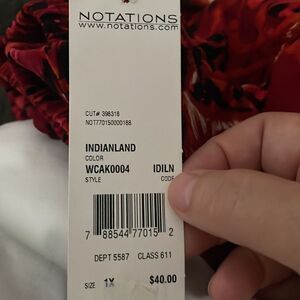 NOTATIONS
www.notations.com
CUT# 398316
NOT770150000168
INDIANLAND
COLOR
WCAK0004 IDILN
STYLE CODE
7 88544 77015 2
DEPT 5587 CLASS 611
SIZE 1X $40.00